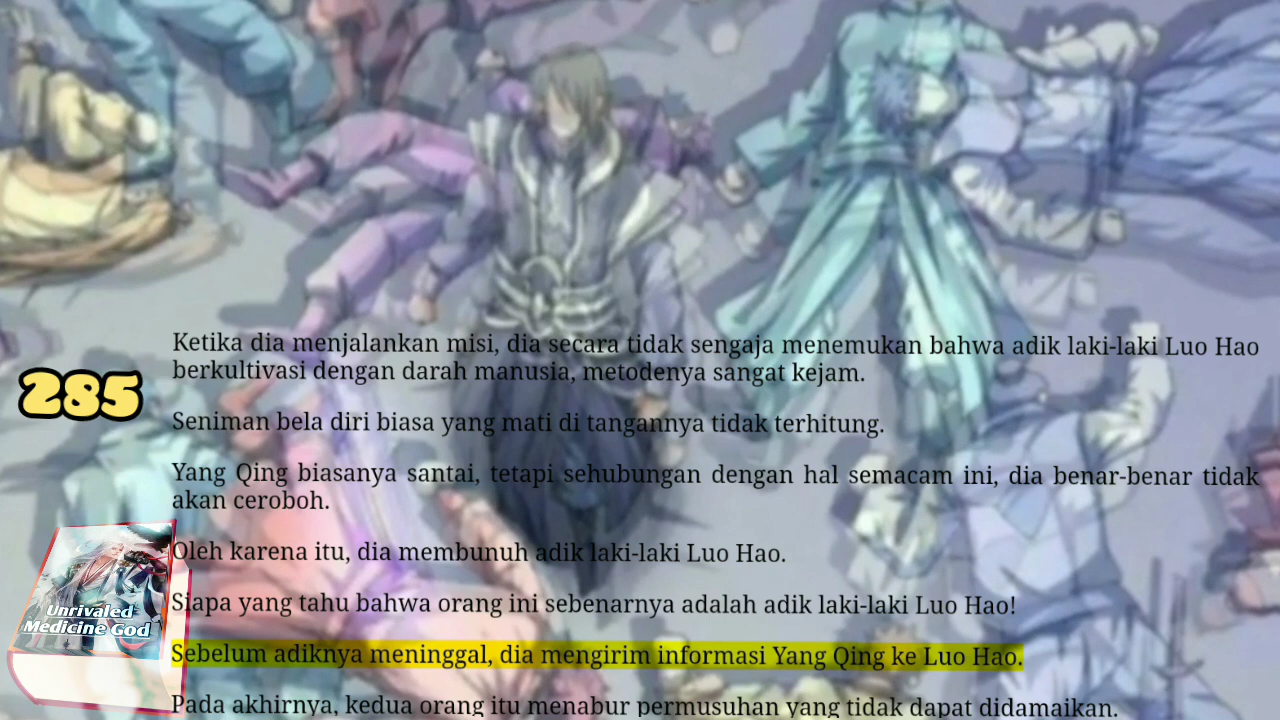 Ketika dia menjalankan misi, dia secara tidak sengaja menemukan bahwa adik laki-laki Luo Hao
berkultivasi dengan darah manusia, metodenya sangat kejam.
285
Seniman bela diri biasa yang mati di tangannya tidak terhitung.
Yang Qing biasanya santai, tetapi sehubungan dengan hal semacam ini, dia benar-benar tidak
akan ceroboh.
Oleh karena itu, dia membunuh adik laki-laki Luo Hao.
Siapa yang tahu bahwa orang ini sebenarnya adalah adik laki-laki Luo Hao!
Unrivaled
Medicine God
Sebelum adiknya meninggal, dia mengirim informasi Yang Qing ke Luo Hao.
Pada akhirnya, kedua orang itu menabur permusuhan yang tidak dapat didamaikan.